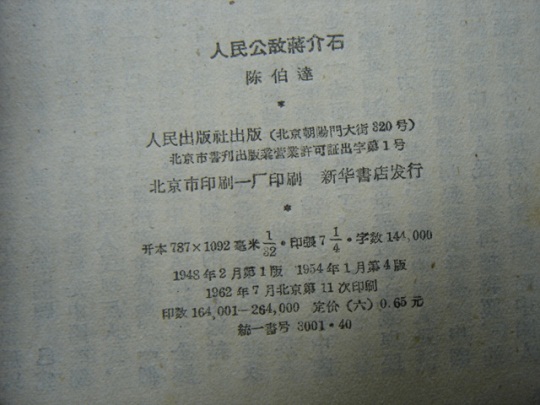 人民公敌蔣介石
陈伯達
*
人民出版社出版（北京朝陽門大街320号）
北京市書刊出版業营業許可証出字第1号
北京市印刷一厂印刷　新华書店发行
*
开本787×1092毫米1/32·印張7 1/4·字数144,000
1948年2月第1版　1954年1月第4版
1962年7月北京第11次印刷
印数164,001—264,000　定价（六）0.65元
統一書号3001·40